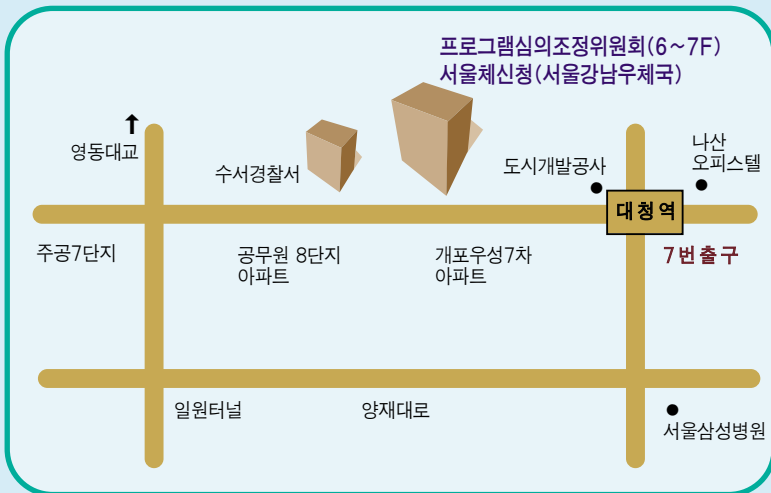 프로그램심의조정위원회(6~7F)
서울체신청(서울강남우체국)
영동대교
수서경찰서
도시개발공사
나산
오피스텔
대청역
주공7단지
공무원 8단지
아파트
개포우성7차
아파트
7번출구
일원터널
양재대로
서울삼성병원